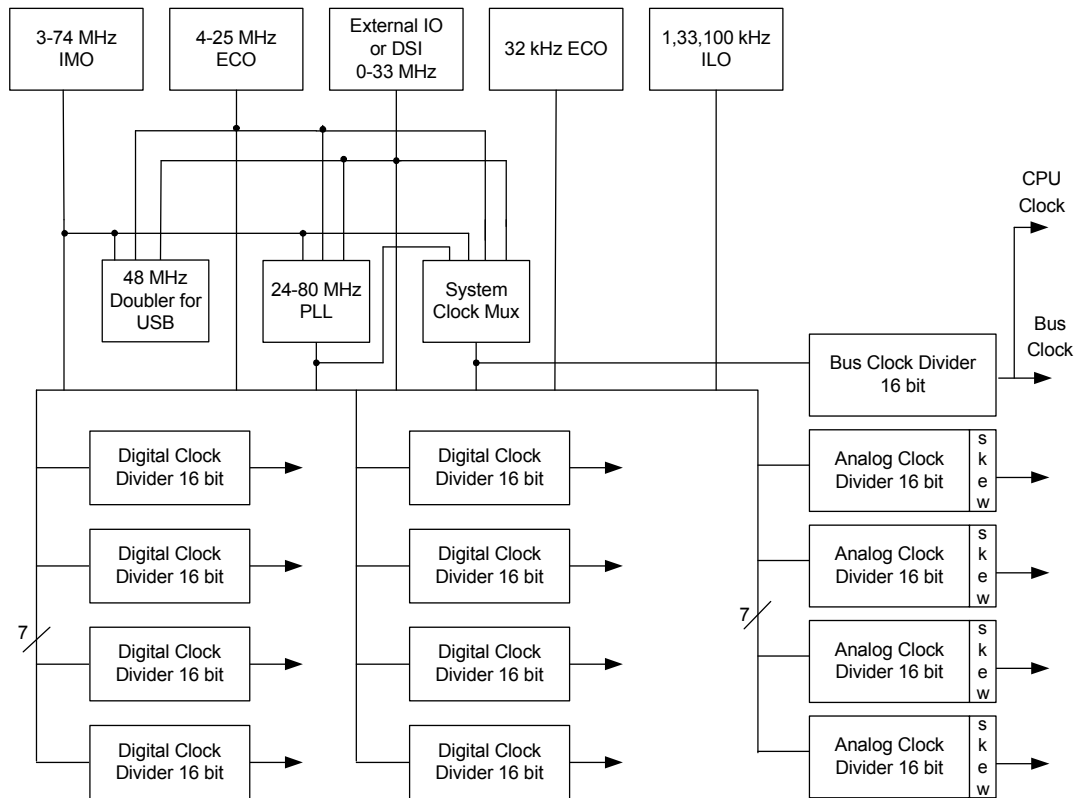 3-74 MHz
IMO
4-25 MHz
ECO
External IO
or DSI
0-33 MHz
32 kHz ECO
1,33,100 kHz
ILO
CPU
Clock
48 MHz
Doubler for
USB
24-80 MHz
PLL
System
Clock Mux
Bus
Clock
Bus Clock Divider
16 bit
Digital Clock
Divider 16 bit
Digital Clock
Divider 16 bit
Analog Clock
Divider 16 bit
s
k
e
w
Digital Clock
Divider 16 bit
Digital Clock
Divider 16 bit
Analog Clock
Divider 16 bit
s
k
e
w
7
7
Digital Clock
Divider 16 bit
Digital Clock
Divider 16 bit
Analog Clock
Divider 16 bit
s
k
e
w
Digital Clock
Divider 16 bit
Digital Clock
Divider 16 bit
Analog Clock
Divider 16 bit
s
k
e
w